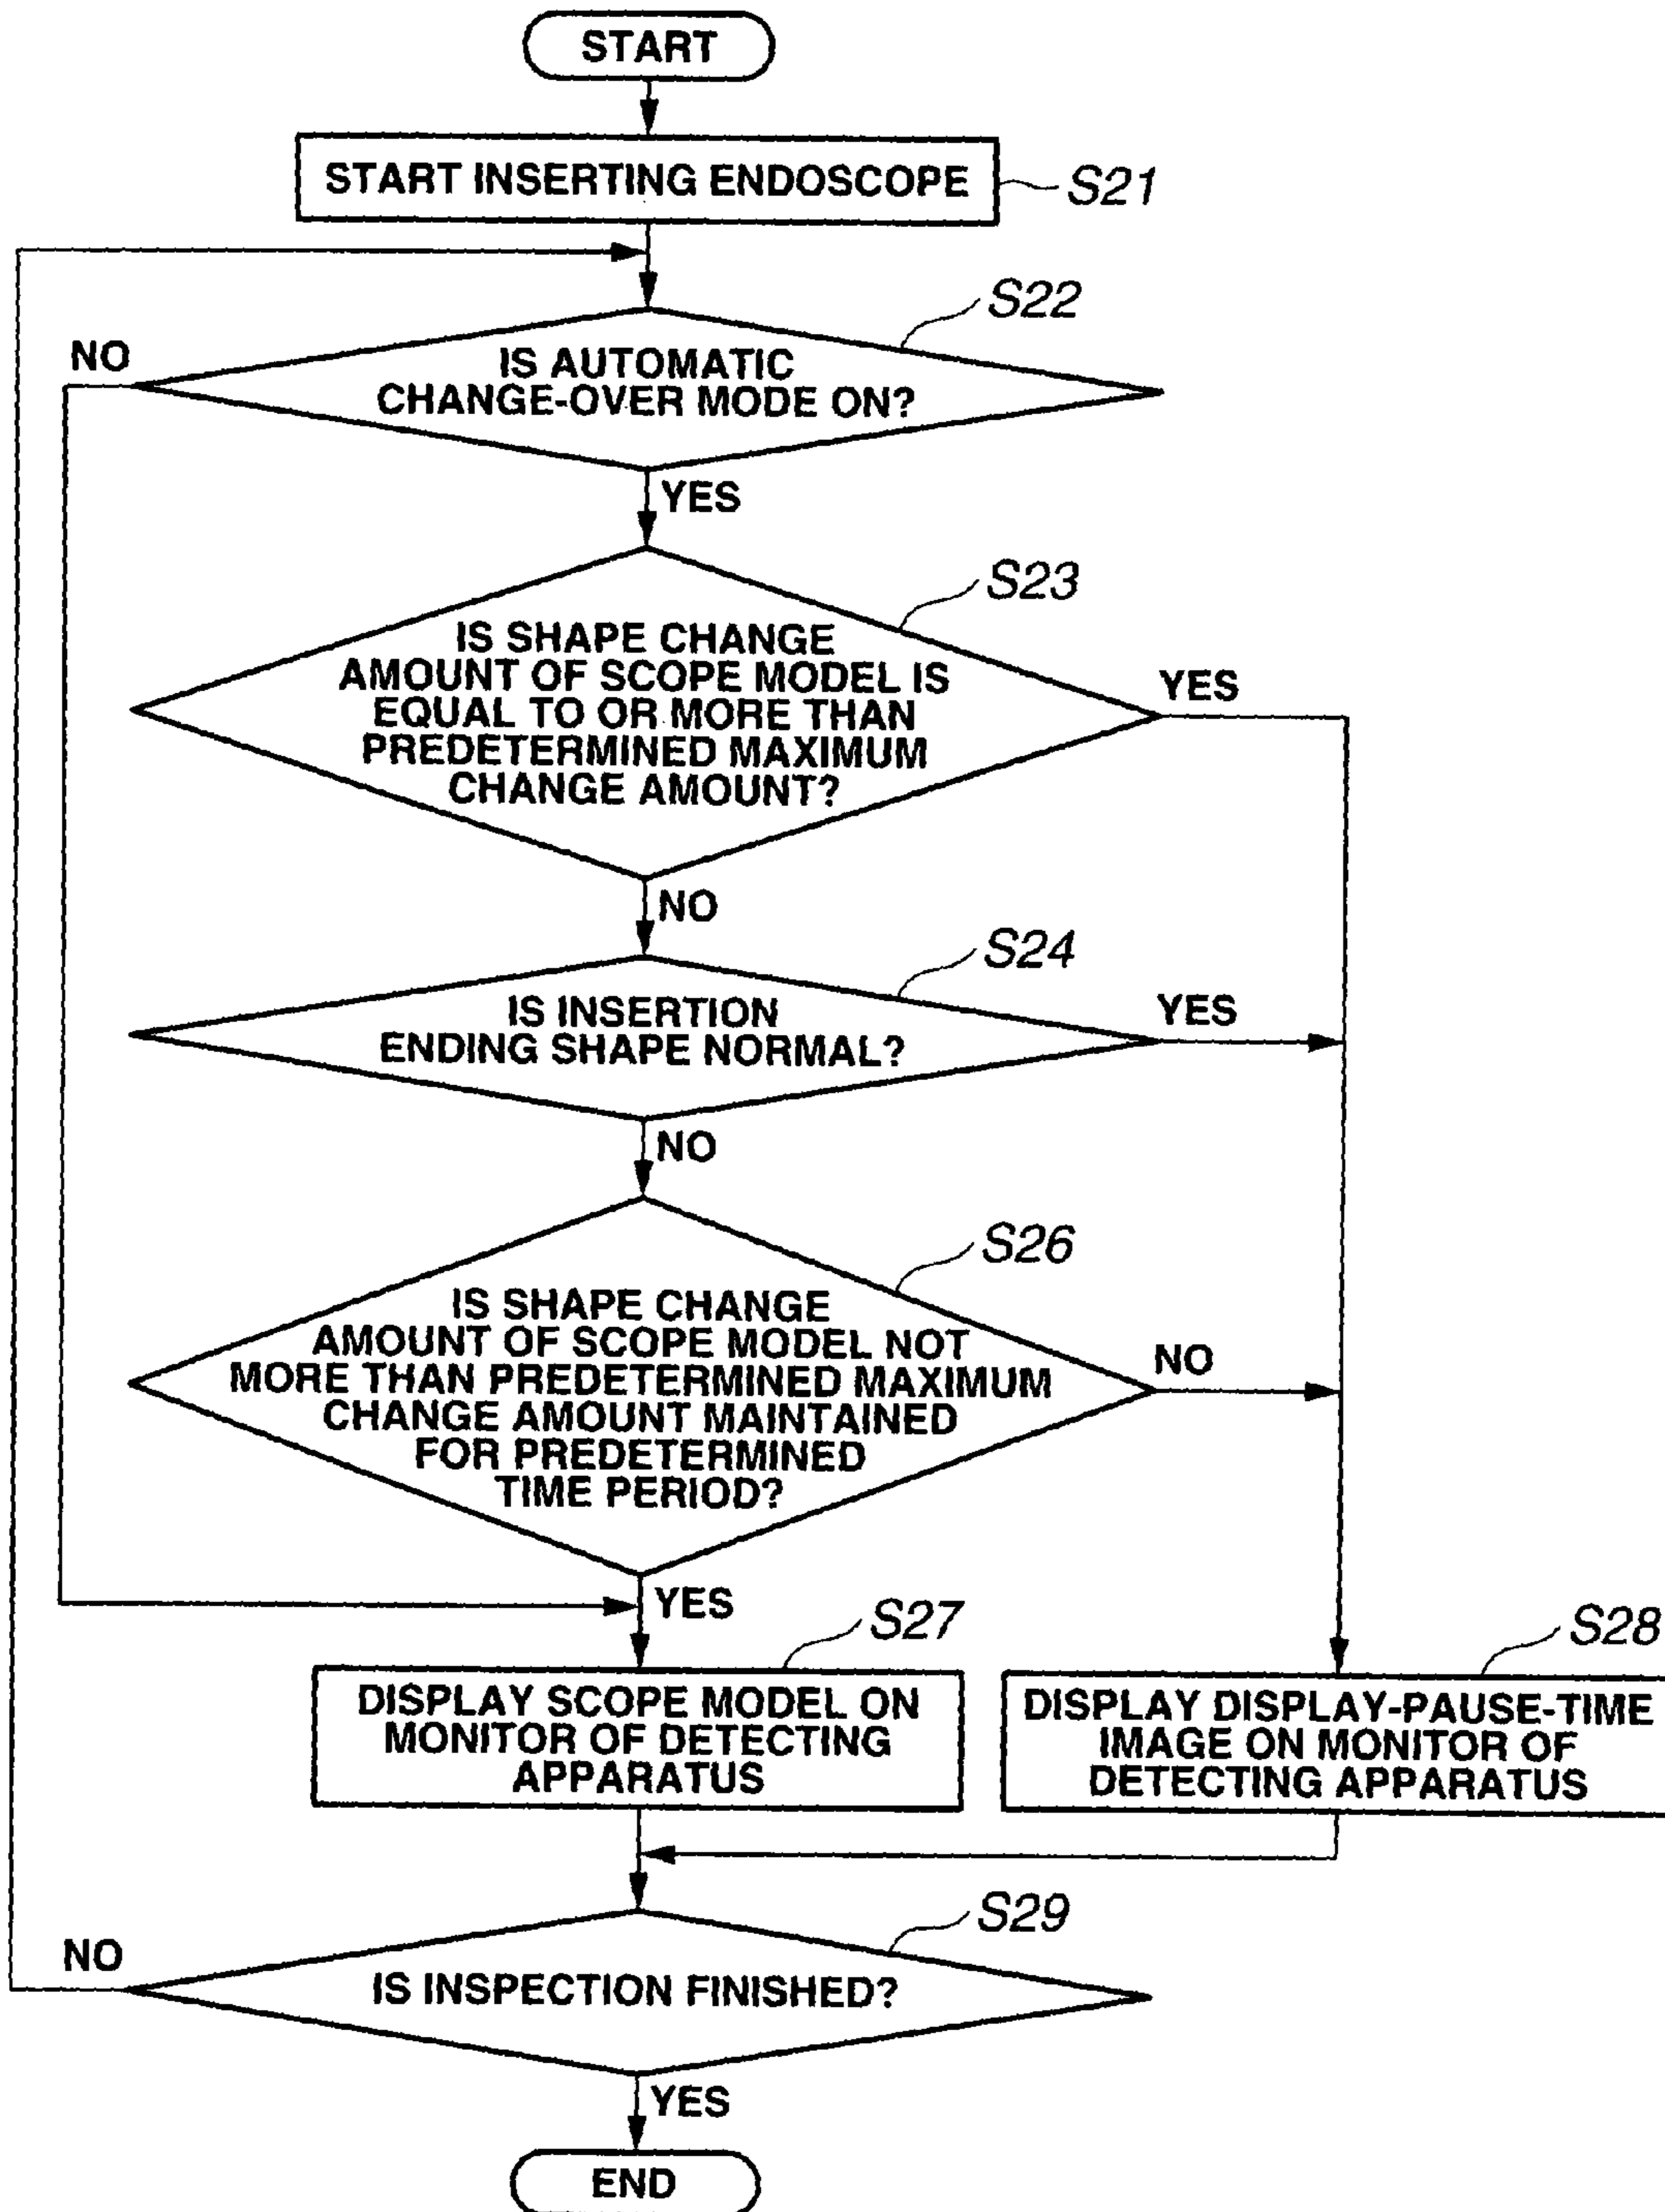 START
START INSERTING ENDOSCOPE
S21
S22
NO
IS AUTOMATIC
CHANGE-OVER MODE ON?
YES
S23
IS SHAPE CHANGE
AMOUNT OF SCOPE MODEL IS
EQUAL TO OR MORE THAN
PREDETERMINED MAXIMUM
CHANGE AMOUNT?
YES
NO
S24
IS INSERTION
ENDING SHAPE NORMAL?
YES
NO
S26
IS SHAPE CHANGE
AMOUNT OF SCOPE MODEL NOT
MORE THAN PREDETERMINED MAXIMUM
CHANGE AMOUNT MAINTAINED
FOR PREDETERMINED
TIME PERIOD?
NO
YES
S27
DISPLAY SCOPE MODEL ON
MONITOR OF DETECTING
APPARATUS
S28
DISPLAY DISPLAY-PAUSE-TIME
IMAGE ON MONITOR OF
DETECTING APPARATUS
S29
NO
IS INSPECTION FINISHED?
YES
END